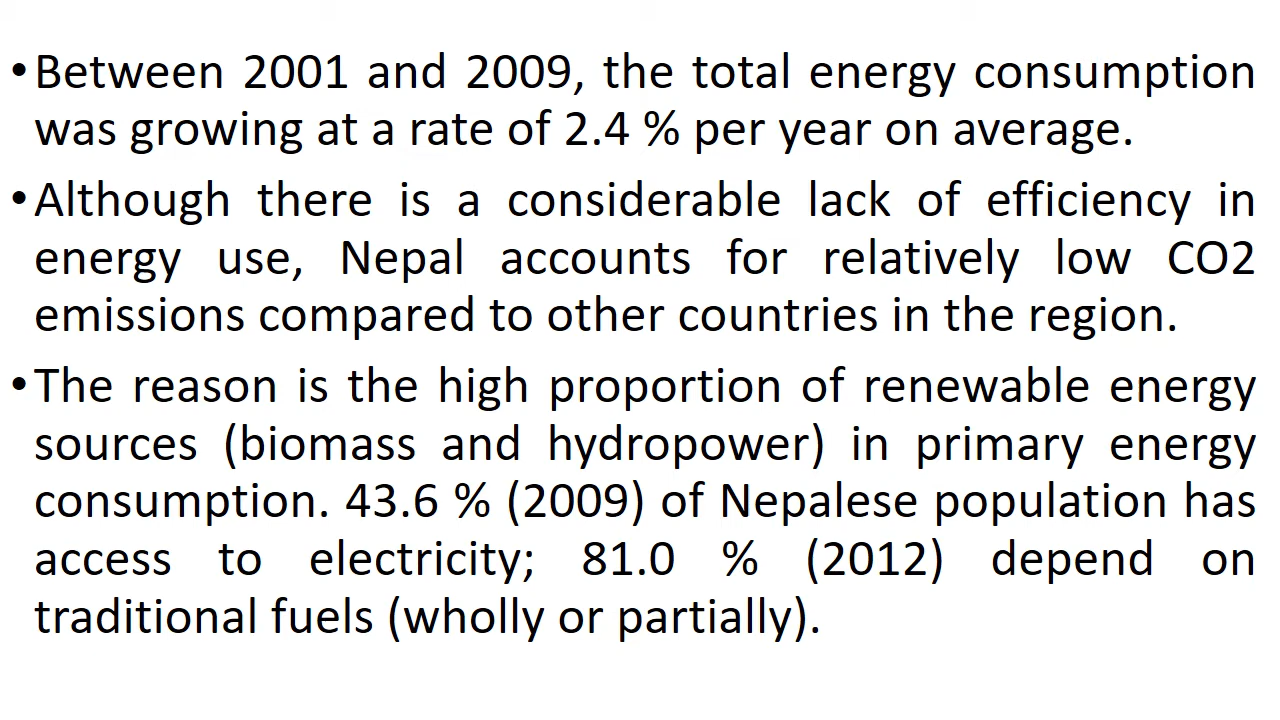 •Between 2001 and 2009, the total energy consumption
was growing at a rate of 2.4 % per year on average.
•Although there is a considerable lack of efficiency in
energy use, Nepal accounts for relatively low CO2
emissions compared to other countries in the region.
•The reason is the high proportion of renewable energy
sources (biomass and hydropower) in primary energy
consumption. 43.6 % (2009) of Nepalese population has
access to electricity; 81.0 % (2012) depend on
traditional fuels (wholly or partially).